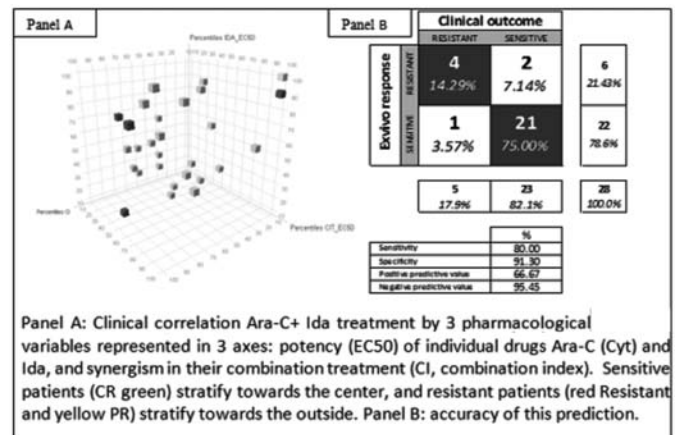 Panel A
Percentiles IDA_EC50
Percentiles CI
Percentiles CIT_EC50
Panel B
Clinical outcome
RESISTANT SENSITIVE
Exvivo response
RESISTANT
4 2 6
14.29% 7.14% 21.43%
SENSITIVE
1 21 22
3.57% 75.00% 78.6%
5 23 28
17.9% 82.1% 100.0%
%
Sensitivity 80.00
Specificity 91.30
Positive predictive value 66.67
Negative predictive value 95.45
Panel A: Clinical correlation Ara-C+ Ida treatment by 3 pharmacological
variables represented in 3 axes: potency (EC50) of individual drugs Ara-C (Cyt) and
Ida, and synergism in their combination treatment (CI, combination index). Sensitive
patients (CR green) stratify towards the center, and resistant patients (red Resistant
and yellow PR) stratify towards the outside. Panel B: accuracy of this prediction.